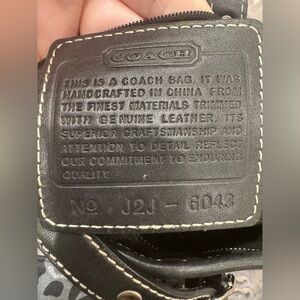 COACH
THIS IS A COACH BAG. IT WAS
HANDCRAFTED IN CHINA FROM
THE FINEST MATERIALS TRIMMED
WITH GENUINE LEATHER. ITS
SUPERIOR CRAFTSMANSHIP AND
ATTENTION TO DETAIL REFLECT
OUR COMMITMENT TO ENDURING
QUALITY.
No J2J - 6043